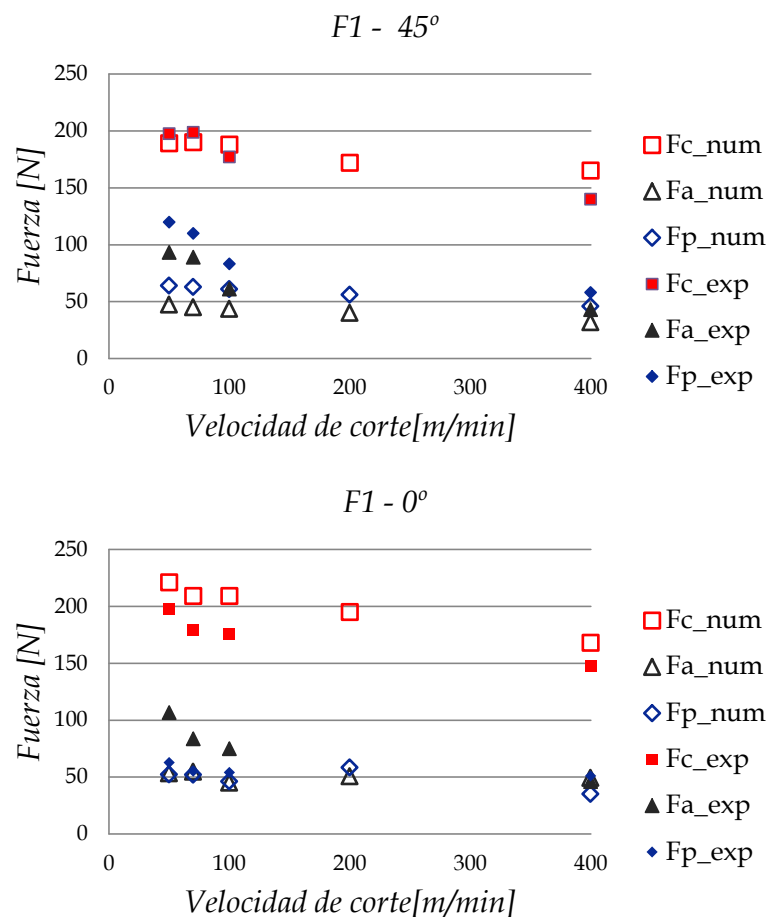 F1 - 45º
250
200
150
100
50
0
Fuerza [N]
0 100 200 300 400
Velocidad de corte[m/min]
Fc_num
Fa_num
Fp_num
Fc_exp
Fa_exp
Fp_exp
F1 - 0º
250
200
150
100
50
0
Fuerza [N]
0 100 200 300 400
Velocidad de corte[m/min]
Fc_num
Fa_num
Fp_num
Fc_exp
Fa_exp
Fp_exp